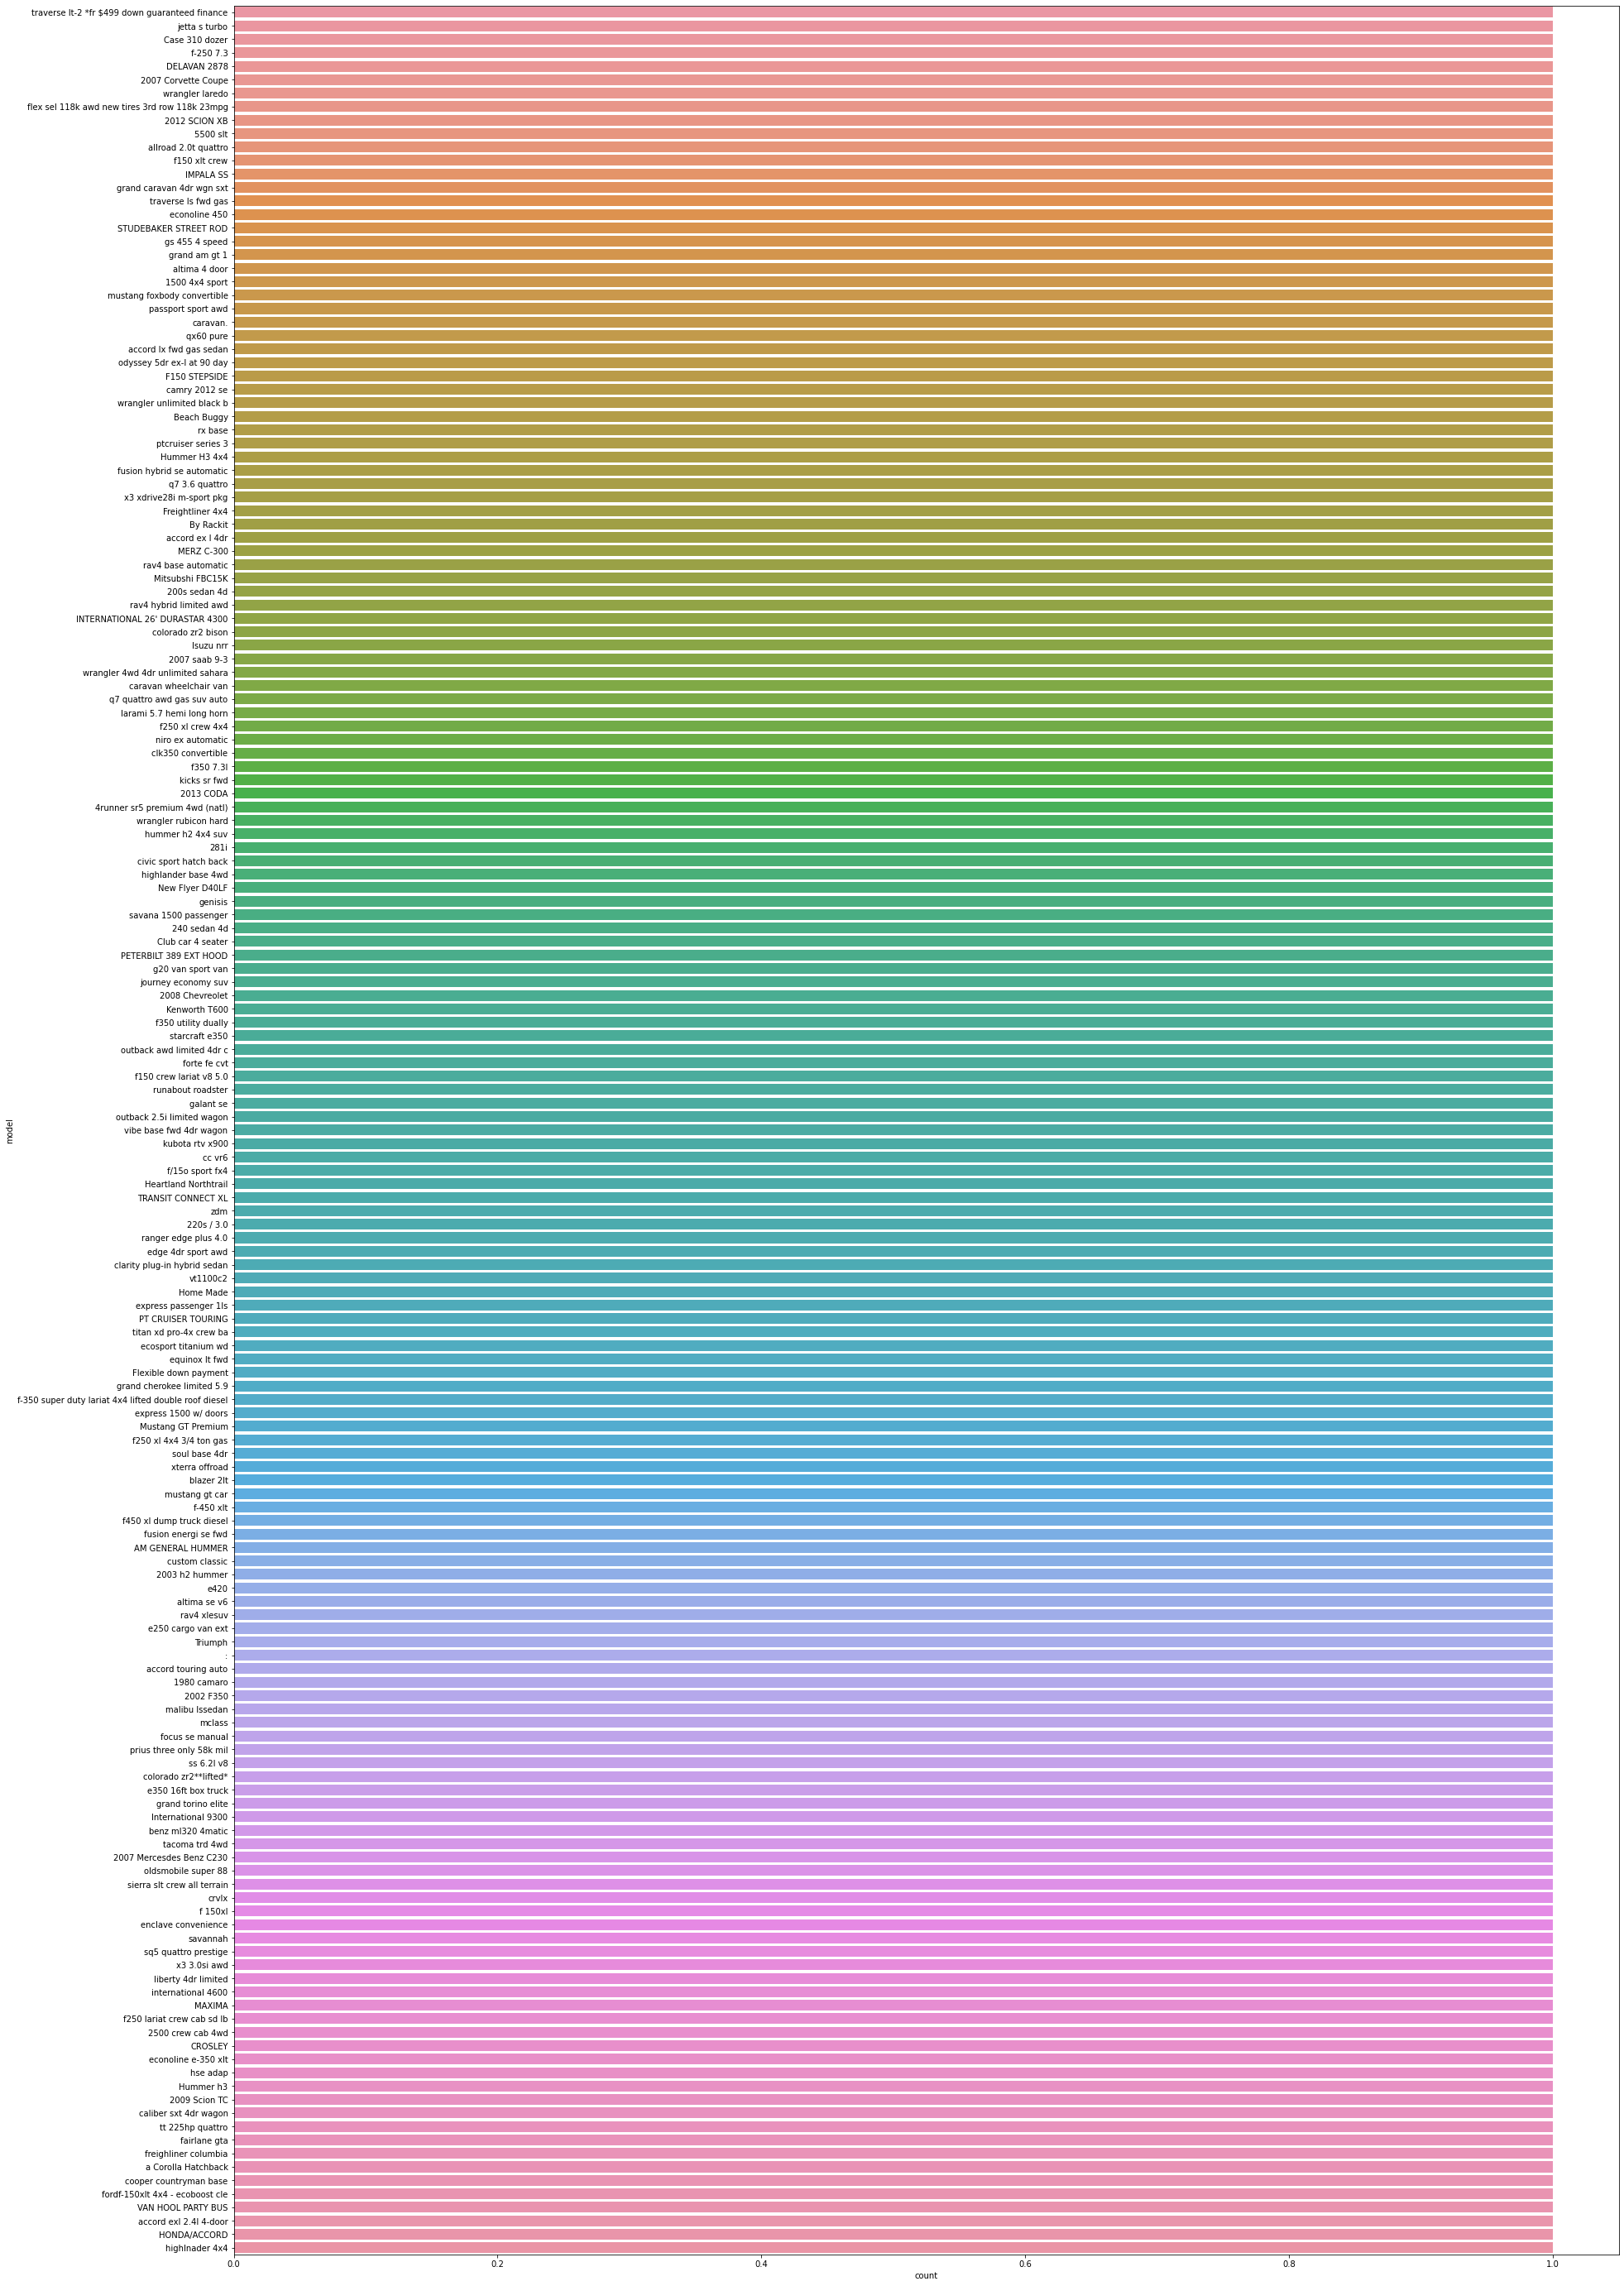 traverse lt-2 *fr $499 down guaranteed finance
jetta s turbo
Case 310 dozer
f-250 7.3
DELAVAN 2878
2007 Corvette Coupe
wrangler laredo
flex sel 118k awd new tires 3rd row 118k 23mpg
2012 SCION XB
5500 slt
allroad 2.0t quattro
f150 xlt crew
IMPALA SS
grand caravan 4dr wgn sxt
traverse ls fwd gas
econoline 450
STUDEBAKER STREET ROD
gs 455 4 speed
grand am gt 1
altima 4 door
1500 4x4 sport
mustang foxbody convertible
passport sport awd
caravan.
qx60 pure
accord lx fwd gas sedan
odyssey 5dr ex-l at 90 day
F150 STEPSIDE
camry 2012 se
wrangler unlimited black b
Beach Buggy
rx base
ptcruiser series 3
Hummer H3 4x4
fusion hybrid se automatic
q7 3.6 quattro
x3 xdrive28i m-sport pkg
Freightliner 4x4
By Rackit
accord ex l 4dr
MERZ C-300
rav4 base automatic
Mitsubshi FBC15K
200s sedan 4d
rav4 hybrid limited awd
INTERNATIONAL 26' DURASTAR 4300
colorado zr2 bison
Isuzu nrr
2007 saab 9-3
wrangler 4wd 4dr unlimited sahara
caravan wheelchair van
q7 quattro awd gas suv auto
larami 5.7 hemi long horn
f250 xl crew 4x4
niro ex automatic
clk350 convertible
f350 7.3l
kicks sr fwd
2013 CODA
4runner sr5 premium 4wd (natl)
wrangler rubicon hard
hummer h2 4x4 suv
281i
civic sport hatch back
highlander base 4wd
New Flyer D40LF
genisis
savana 1500 passenger
240 sedan 4d
Club car 4 seater
PETERBILT 389 EXT HOOD
g20 van sport van
journey economy suv
2008 Chevreolet
Kenworth T600
f350 utility dually
starcraft e350
outback awd limited 4dr c
forte fe cvt
f150 crew lariat v8 5.0
runabout roadster
galant se
outback 2.5i limited wagon
vibe base fwd 4dr wagon
kubota rtv x900
cc vr6
f/15o sport fx4
Heartland Northtrail
TRANSIT CONNECT XL
zdm
220s / 3.0
ranger edge plus 4.0
edge 4dr sport awd
clarity plug-in hybrid sedan
vt1100c2
Home Made
express passenger 1ls
PT CRUISER TOURING
titan xd pro-4x crew ba
ecosport titanium wd
equinox lt fwd
Flexible down payment
grand cherokee limited 5.9
f-350 super duty lariat 4x4 lifted double roof diesel
express 1500 w/ doors
Mustang GT Premium
f250 xl 4x4 3/4 ton gas
soul base 4dr
xterra offroad
blazer 2lt
mustang gt car
f-450 xlt
f450 xl dump truck diesel
fusion energi se fwd
AM GENERAL HUMMER
custom classic
2003 h2 hummer
e420
altima se v6
rav4 xlesuv
e250 cargo van ext
Triumph
:
accord touring auto
1980 camaro
2002 F350
malibu lssedan
mclass
focus se manual
prius three only 58k mil
ss 6.2l v8
colorado zr2**lifted*
e350 16ft box truck
grand torino elite
International 9300
benz ml320 4matic
tacoma trd 4wd
2007 Mercesdes Benz C230
oldsmobile super 88
sierra slt crew all terrain
crvlx
f 150xl
enclave convenience
savannah
sq5 quattro prestige
x3 3.0si awd
liberty 4dr limited
international 4600
MAXIMA
f250 lariat crew cab sd lb
2500 crew cab 4wd
CROSLEY
econoline e-350 xlt
hse adap
Hummer h3
2009 Scion TC
caliber sxt 4dr wagon
tt 225hp quattro
fairlane gta
freighliner columbia
a Corolla Hatchback
cooper countryman base
fordf-150xlt 4x4 - ecoboost cle
VAN HOOL PARTY BUS
accord exl 2.4l 4-door
HONDA/ACCORD
highlnader 4x4
model
0.0 0.2 0.4 0.6 0.8 1.0
count